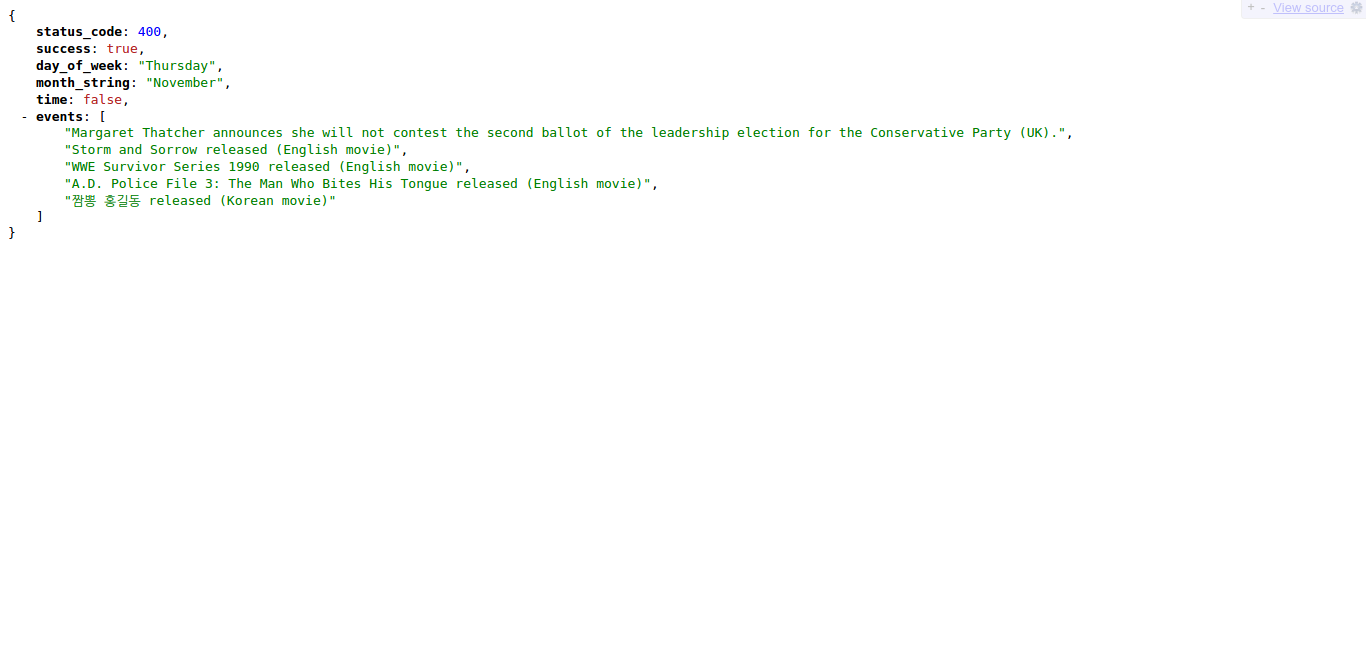 + - View source
{
status_code: 400,
success: true,
day_of_week: "Thursday",
month_string: "November",
time: false,
- events: [
"Margaret Thatcher announces she will not contest the second ballot of the leadership election for the Conservative Party (UK).",
"Storm and Sorrow released (English movie)",
"WWE Survivor Series 1990 released (English movie)",
"A.D. Police File 3: The Man Who Bites His Tongue released (English movie)",
"짬뽕 홍길동 released (Korean movie)"
]
}